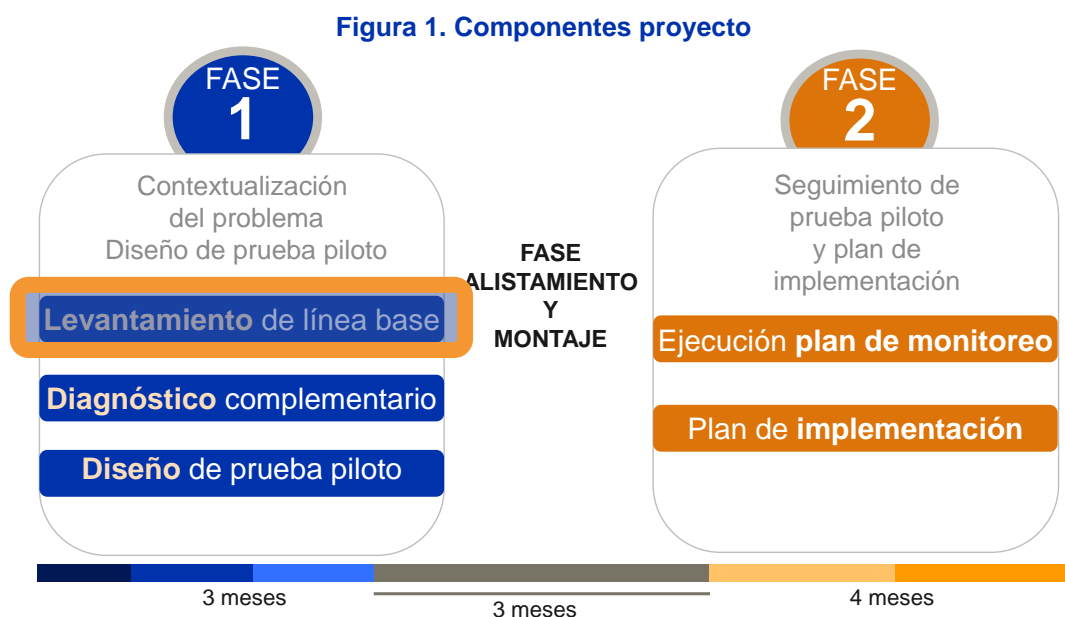 Figura 1. Componentes proyecto
FASE
1
Contextualización
del problema
Diseño de prueba piloto
Levantamiento de línea base
Diagnóstico complementario
Diseño de prueba piloto
FASE
ALISTAMIENTO
Y
MONTAJE
FASE
2
Seguimiento de
prueba piloto
y plan de
implementación
Ejecución plan de monitoreo
Plan de implementación
3 meses
3 meses
4 meses